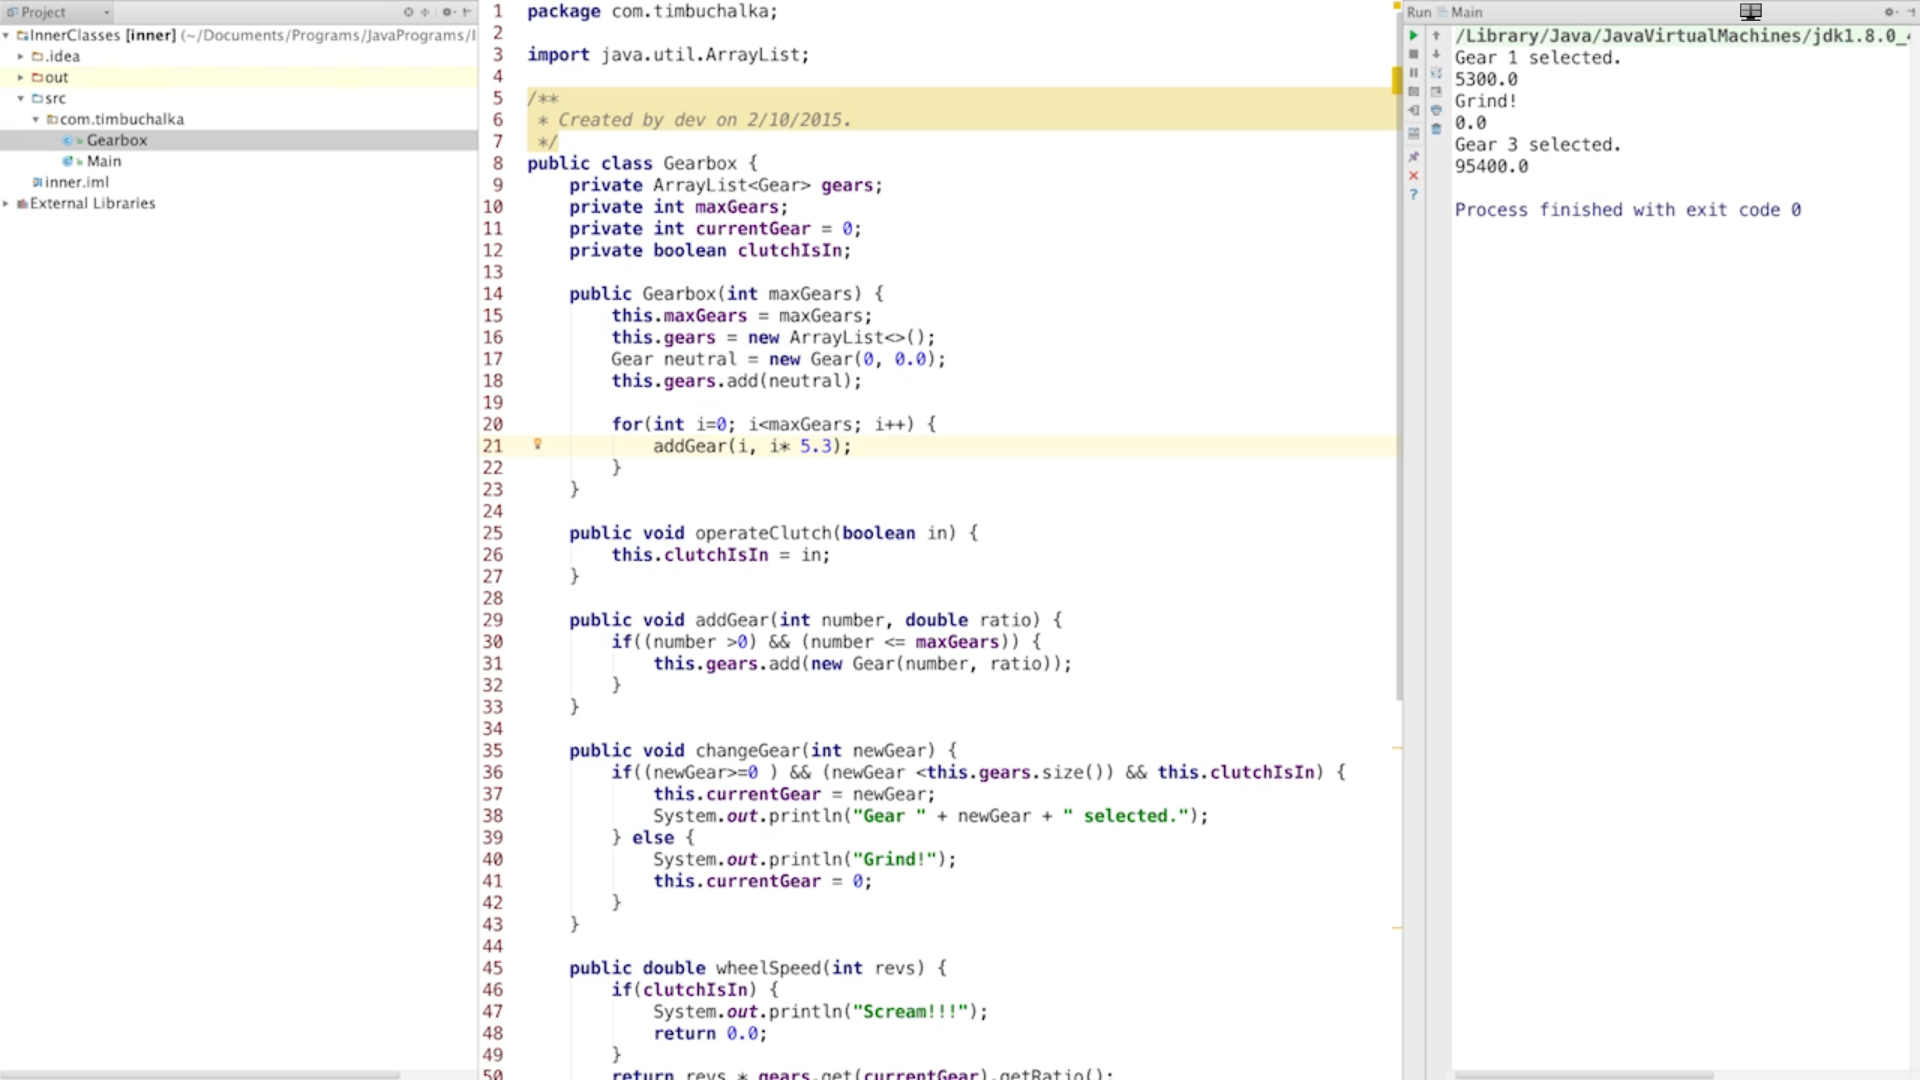 Project
InnerClasses [inner] (~/Documents/Programs/JavaPrograms/I
.idea
out
src
com.timbuchalka
Gearbox
Main
inner.iml
External Libraries
1 package com.timbuchalka;
2
3 import java.util.ArrayList;
4
5 /**
6 * Created by dev on 2/10/2015.
7 */
8 public class Gearbox {
9 private ArrayList<Gear> gears;
10 private int maxGears;
11 private int currentGear = 0;
12 private boolean clutchIsIn;
13
14 public Gearbox(int maxGears) {
15 this.maxGears = maxGears;
16 this.gears = new ArrayList<>();
17 Gear neutral = new Gear(0, 0.0);
18 this.gears.add(neutral);
19
20 for(int i=0; i<maxGears; i++) {
21 addGear(i, i* 5.3);
22 }
23 }
24
25 public void operateClutch(boolean in) {
26 this.clutchIsIn = in;
27 }
28
29 public void addGear(int number, double ratio) {
30 if((number >0) && (number <= maxGears)) {
31 this.gears.add(new Gear(number, ratio));
32 }
33 }
34
35 public void changeGear(int newGear) {
36 if((newGear>=0 ) && (newGear <this.gears.size()) && this.clutchIsIn) {
37 this.currentGear = newGear;
38 System.out.println("Gear " + newGear + " selected.");
39 } else {
40 System.out.println("Grind!");
41 this.currentGear = 0;
42 }
43 }
44
45 public double wheelSpeed(int revs) {
46 if(clutchIsIn) {
47 System.out.println("Scream!!!");
48 return 0.0;
49 }
50 return revs * gears.get(currentGear).getRatio();
Run Main
/Library/Java/JavaVirtualMachines/jdk1.8.0_
Gear 1 selected.
5300.0
Grind!
0.0
Gear 3 selected.
95400.0
Process finished with exit code 0